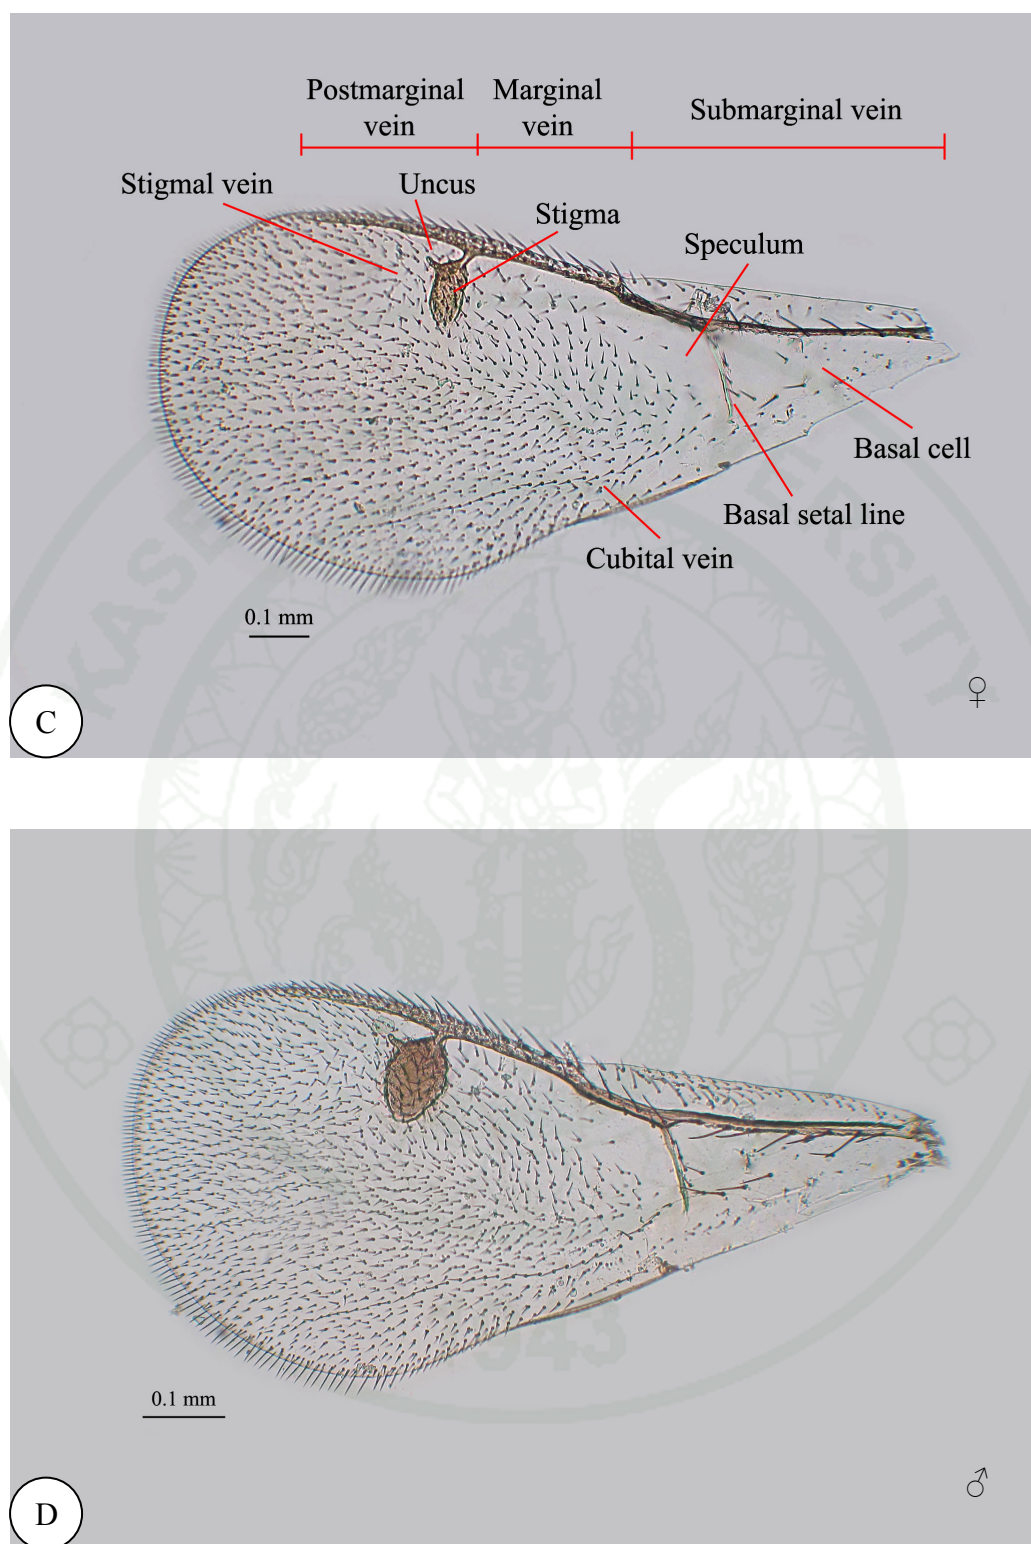 Postmarginal
vein
Marginal
vein
Submarginal vein
Stigmal vein
Uncus
Stigma
Speculum
Basal cell
Basal setal line
Cubital vein
0.1 mm
♀
C
0.1 mm
♂
D